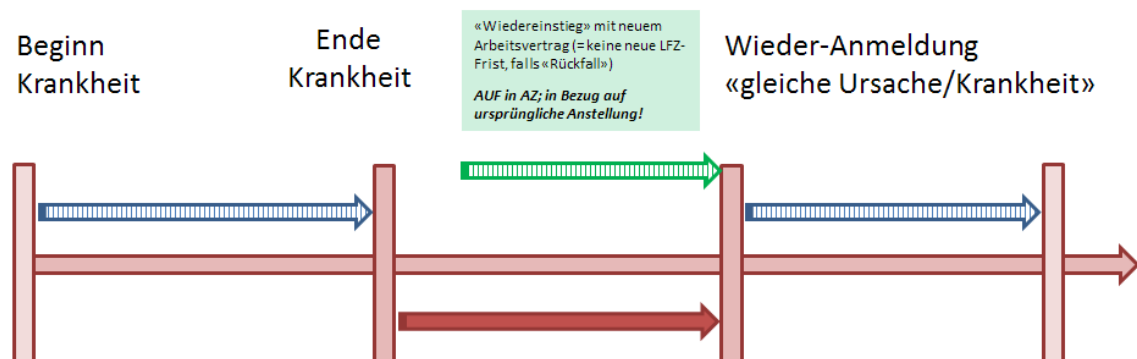 Beginn
Krankheit
Ende
Krankheit
«Wiedereinstieg» mit neuem
Arbeitsvertrag (= keine neue LFZ-
Frist, falls «Rückfall»)
AUF in AZ; in Bezug auf
ursprüngliche Anstellung!
Wieder-Anmeldung
«gleiche Ursache/Krankheit»